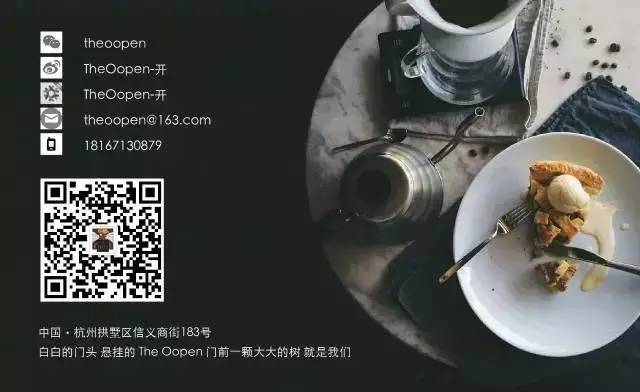 theoopen
TheOopen-开
TheOopen-开
theoopen@163.com
18167130879
中国·杭州拱墅区信义商街183号
白白的门头 悬挂的 The Oopen 门前一颗大大的树 就是我们